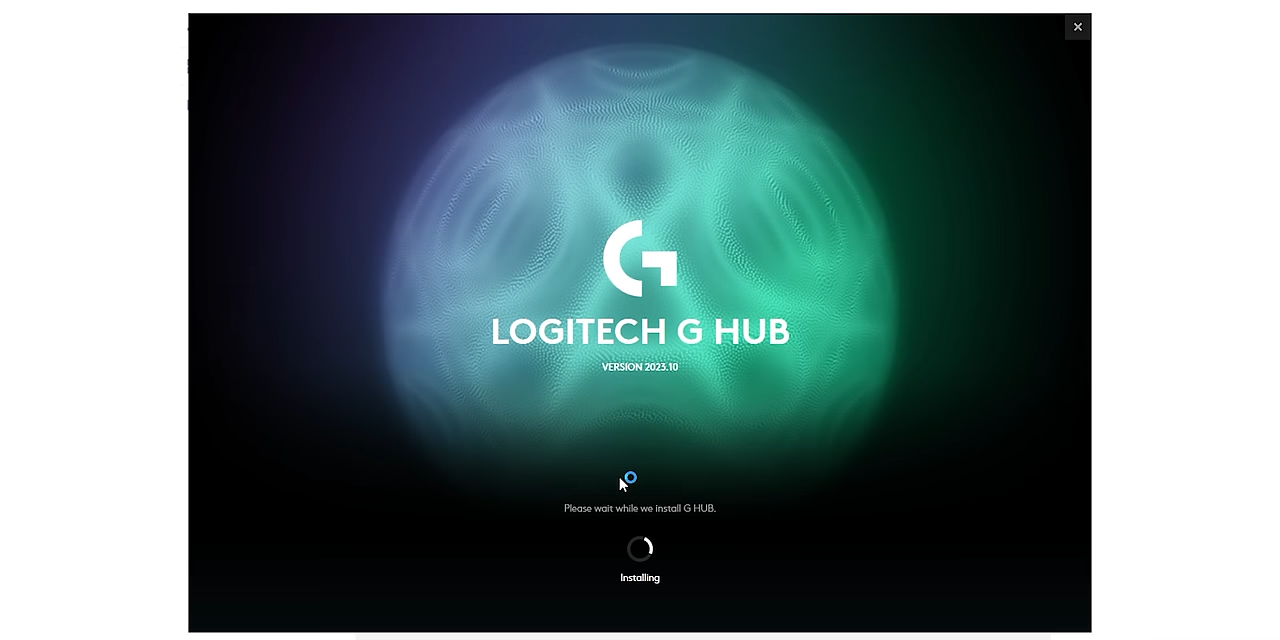 LOGITECH G HUB
VERSION 2023.10
Please wait while we install G HUB.
Installing